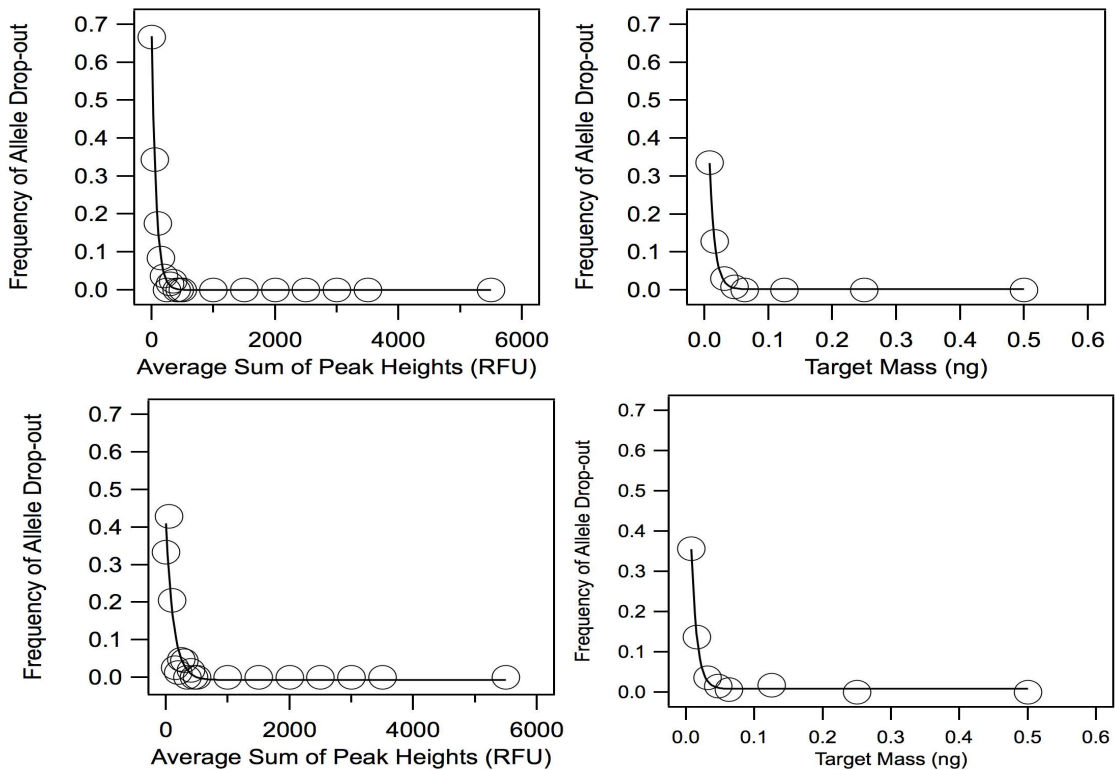 Frequency of Allele Drop-out
0.7
0.6
0.5
0.4
0.3
0.2
0.1
0.0
0 2000 4000 6000
Average Sum of Peak Heights (RFU)
Frequency of Alelle Drop-out
0.7
0.6
0.5
0.4
0.3
0.2
0.1
0.0
0.0 0.1 0.2 0.3 0.4 0.5 0.6
Target Mass (ng)
Frequency of Allele Drop-out
0.7
0.6
0.5
0.4
0.3
0.2
0.1
0.0
0 2000 4000 6000
Average Sum of Peak Heights (RFU)
Frequency of Allele Drop-out
0.7
0.6
0.5
0.4
0.3
0.2
0.1
0.0
0.0 0.1 0.2 0.3 0.4 0.5 0.6
Target Mass (ng)